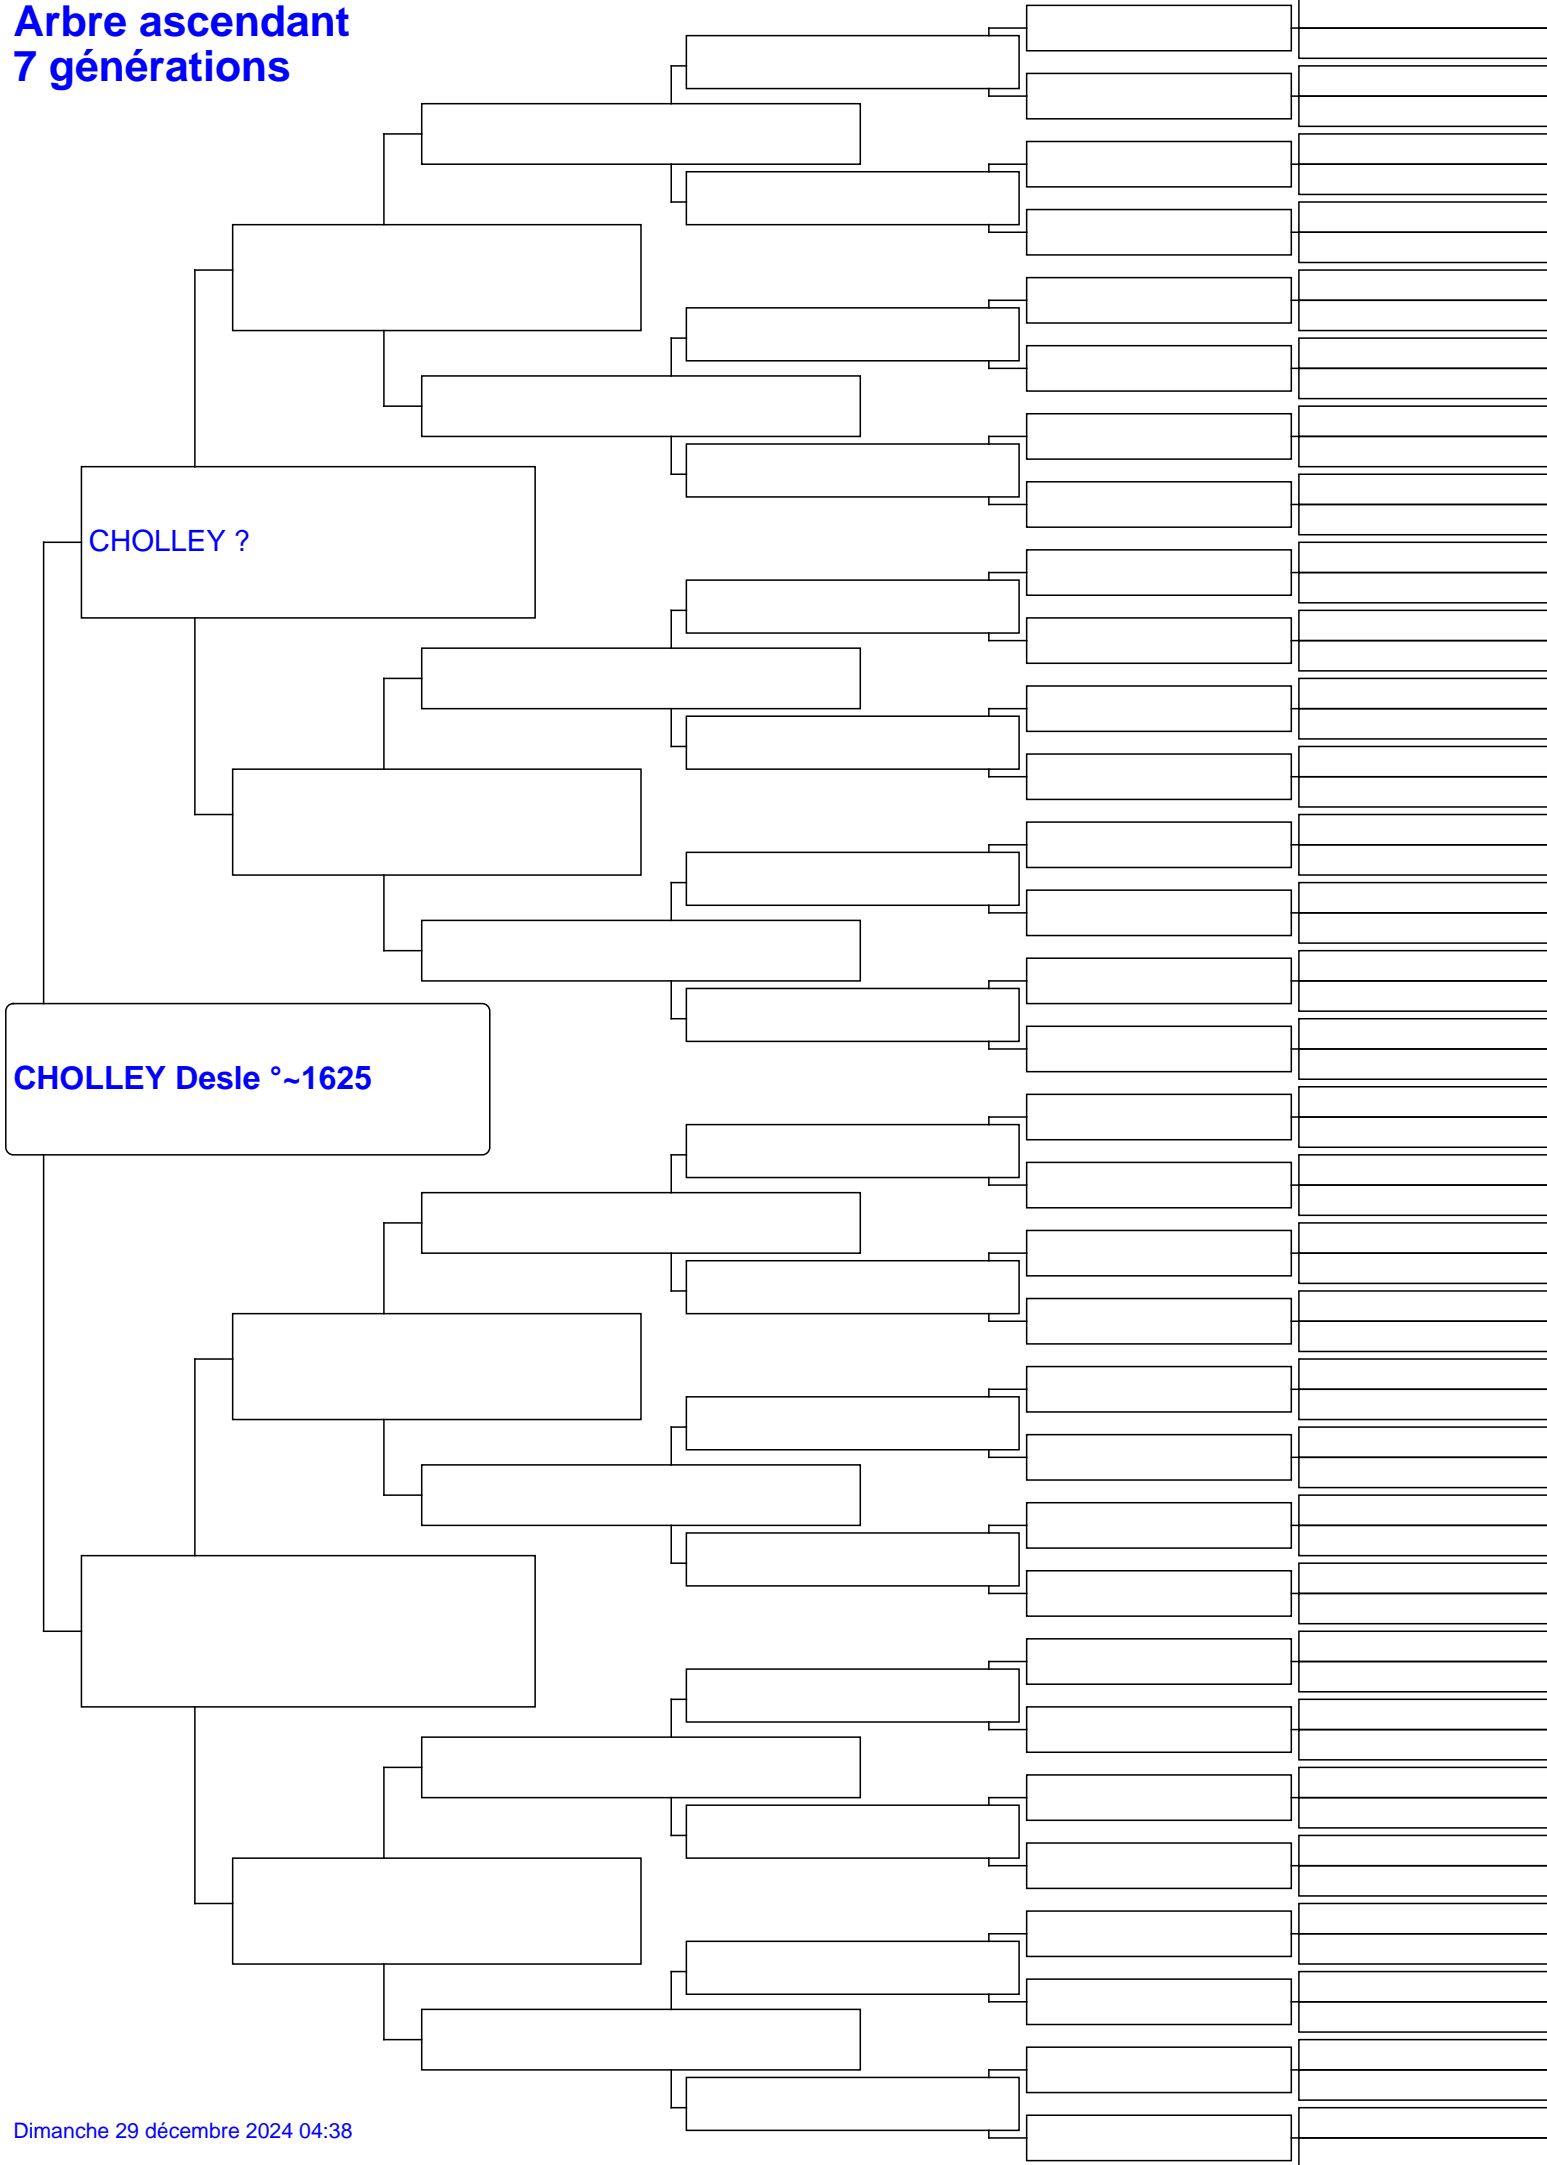 Arbre ascendant
7 générations
CHOLLEY ?
CHOLLEY Desle °~1625
Dimanche 29 décembre 2024 04:38